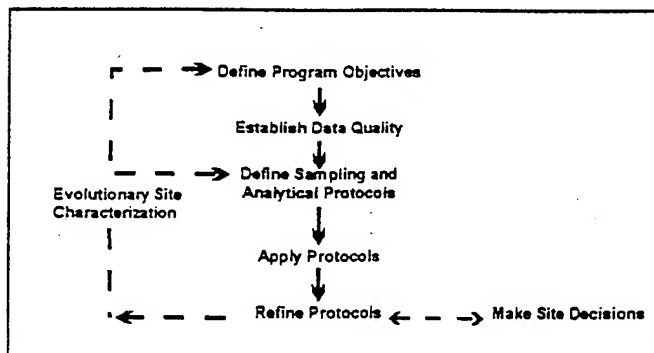 Define Program Objectives
Establish Data Quality
Define Sampling and
Analytical Protocols
Evolutionary Site
Characterization
Apply Protocols
Refine Protocols
Make Site Decisions